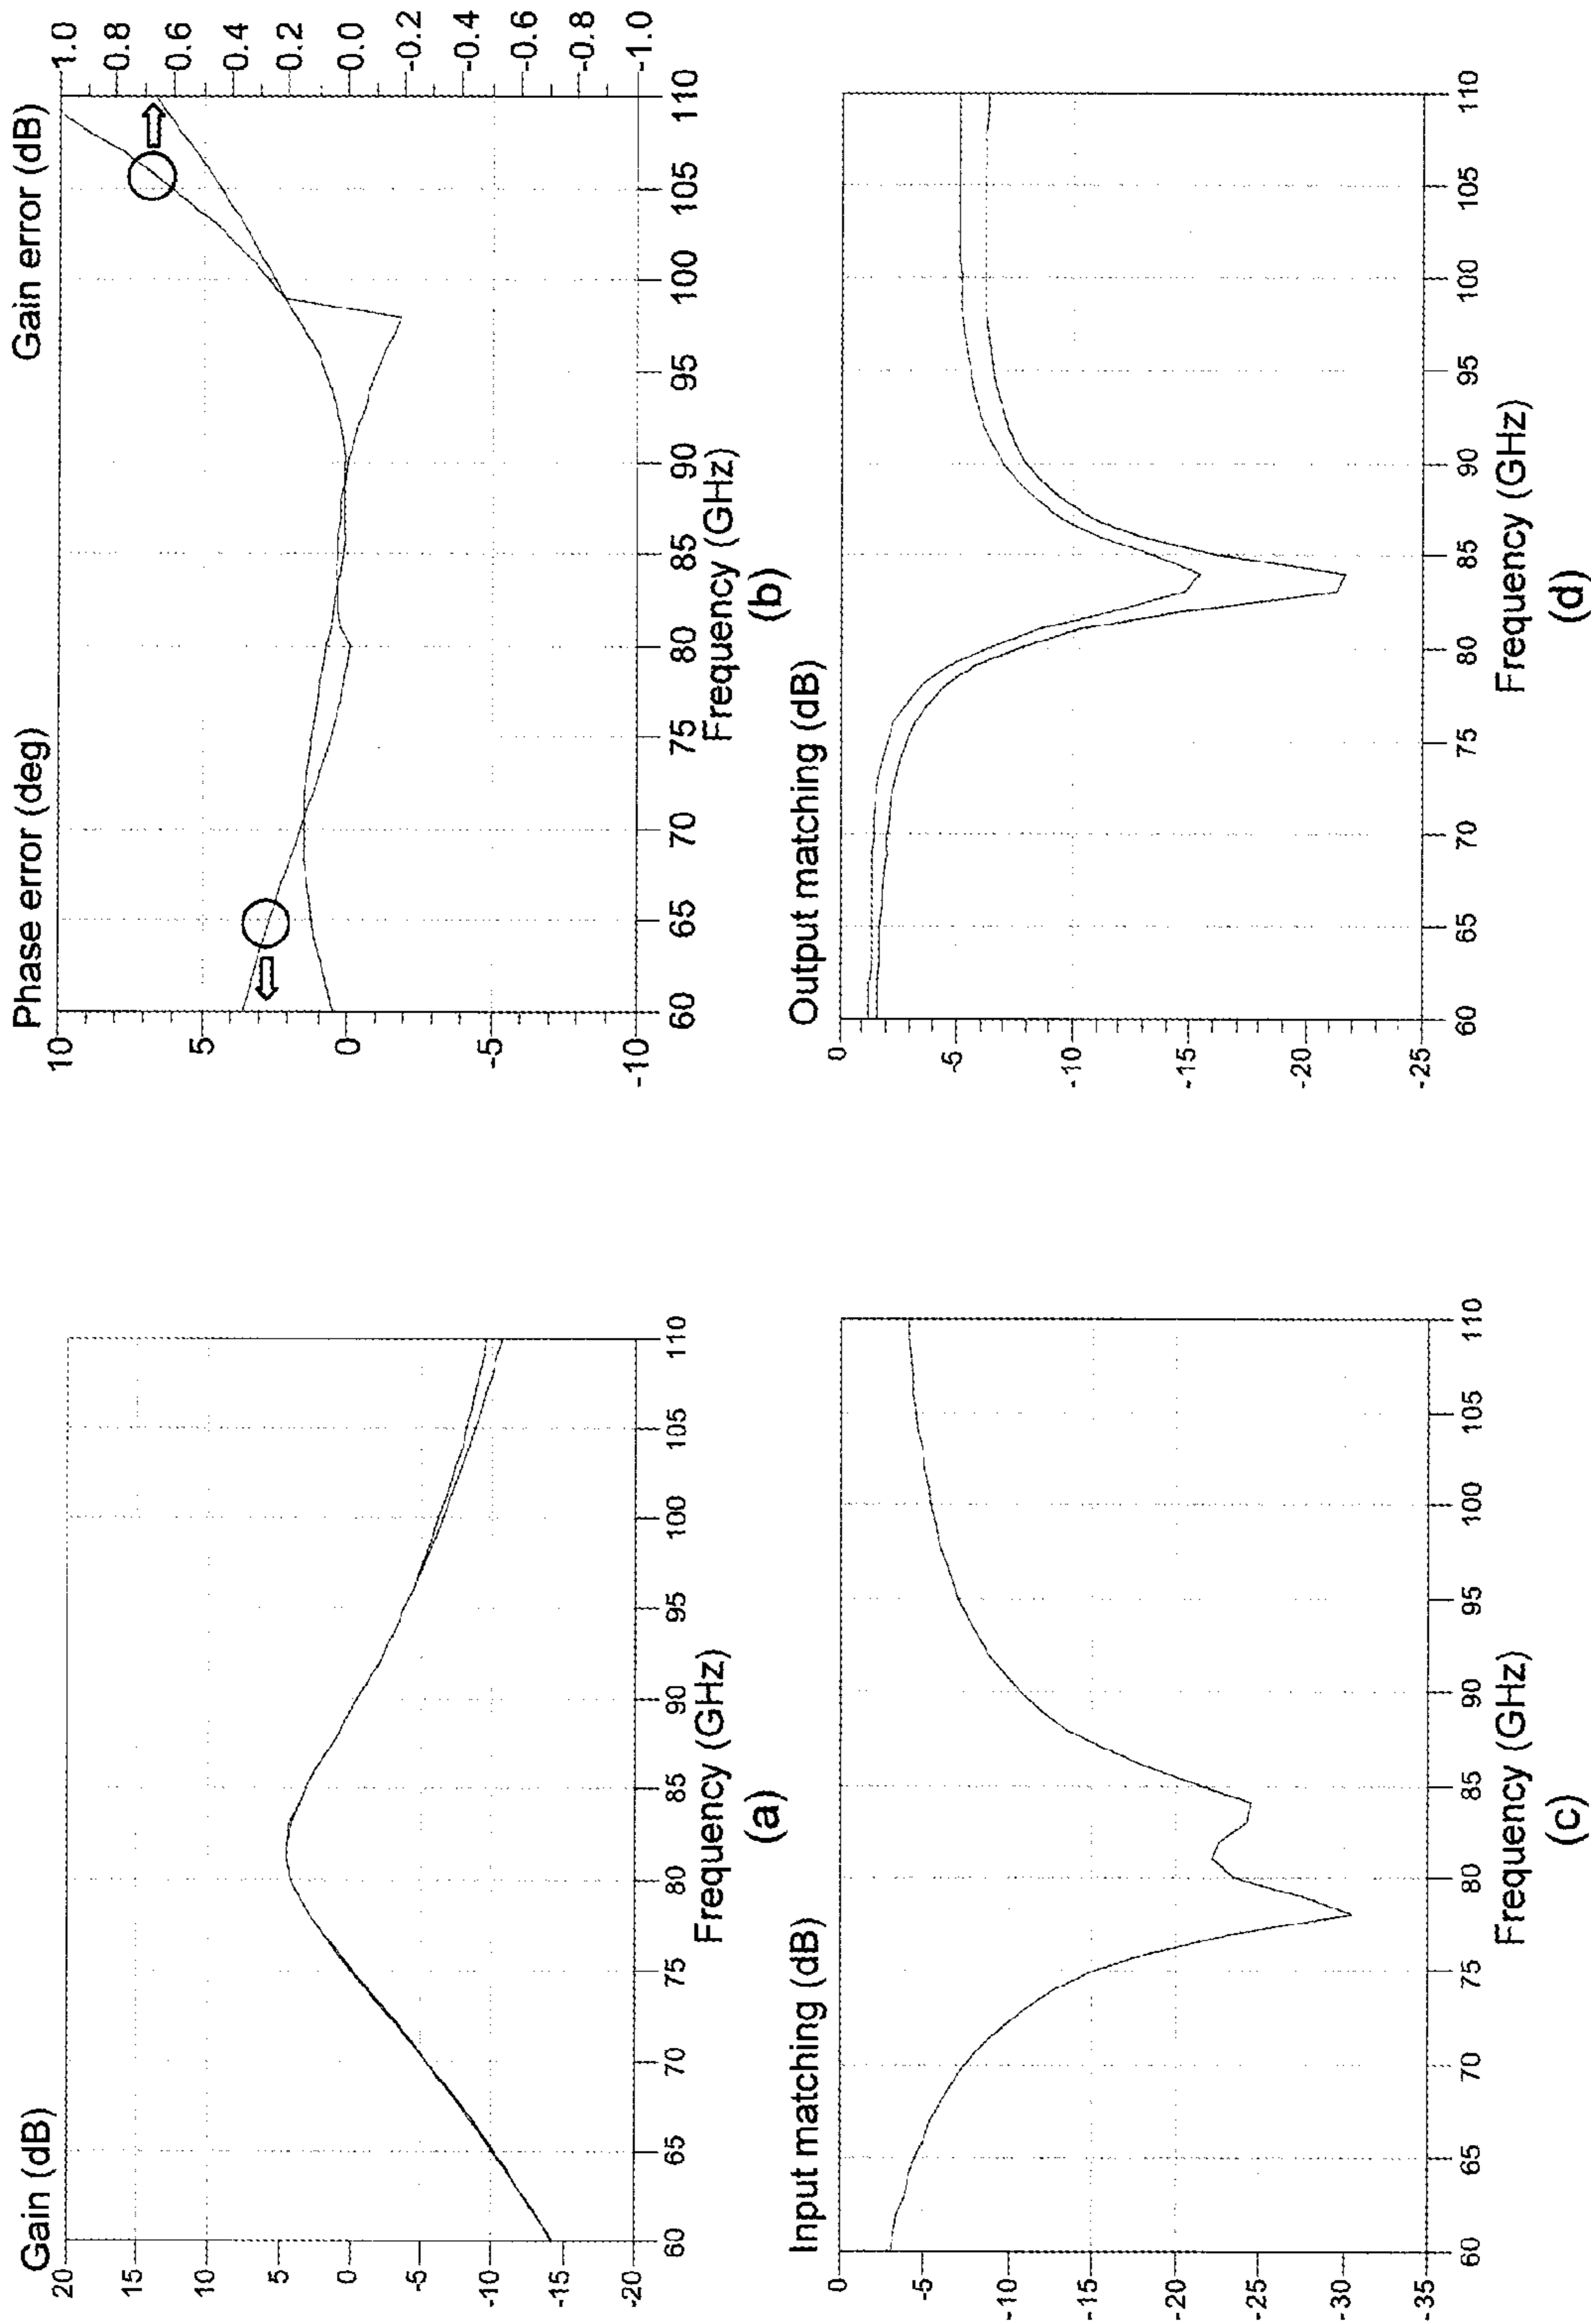 Gain (dB)
20
15
10
5
0
-5
-10
-15
-20
60 65 70 75 80 85 90 95 100 105 110
Frequency (GHz)
(a)
Phase error (deg)
Gain error (dB)
10
5
0
-5
-10
1.0
0.8
0.6
0.4
0.2
0.0
-0.2
-0.4
-0.6
-0.8
-1.0
60 65 70 75 80 85 90 95 100 105 110
Frequency (GHz)
(b)
Input matching (dB)
0
-5
-10
-15
-20
-25
-30
-35
60 65 70 75 80 85 90 95 100 105 110
Frequency (GHz)
(c)
Output matching (dB)
0
-5
-10
-15
-20
-25
60 65 70 75 80 85 90 95 100 105 110
Frequency (GHz)
(d)